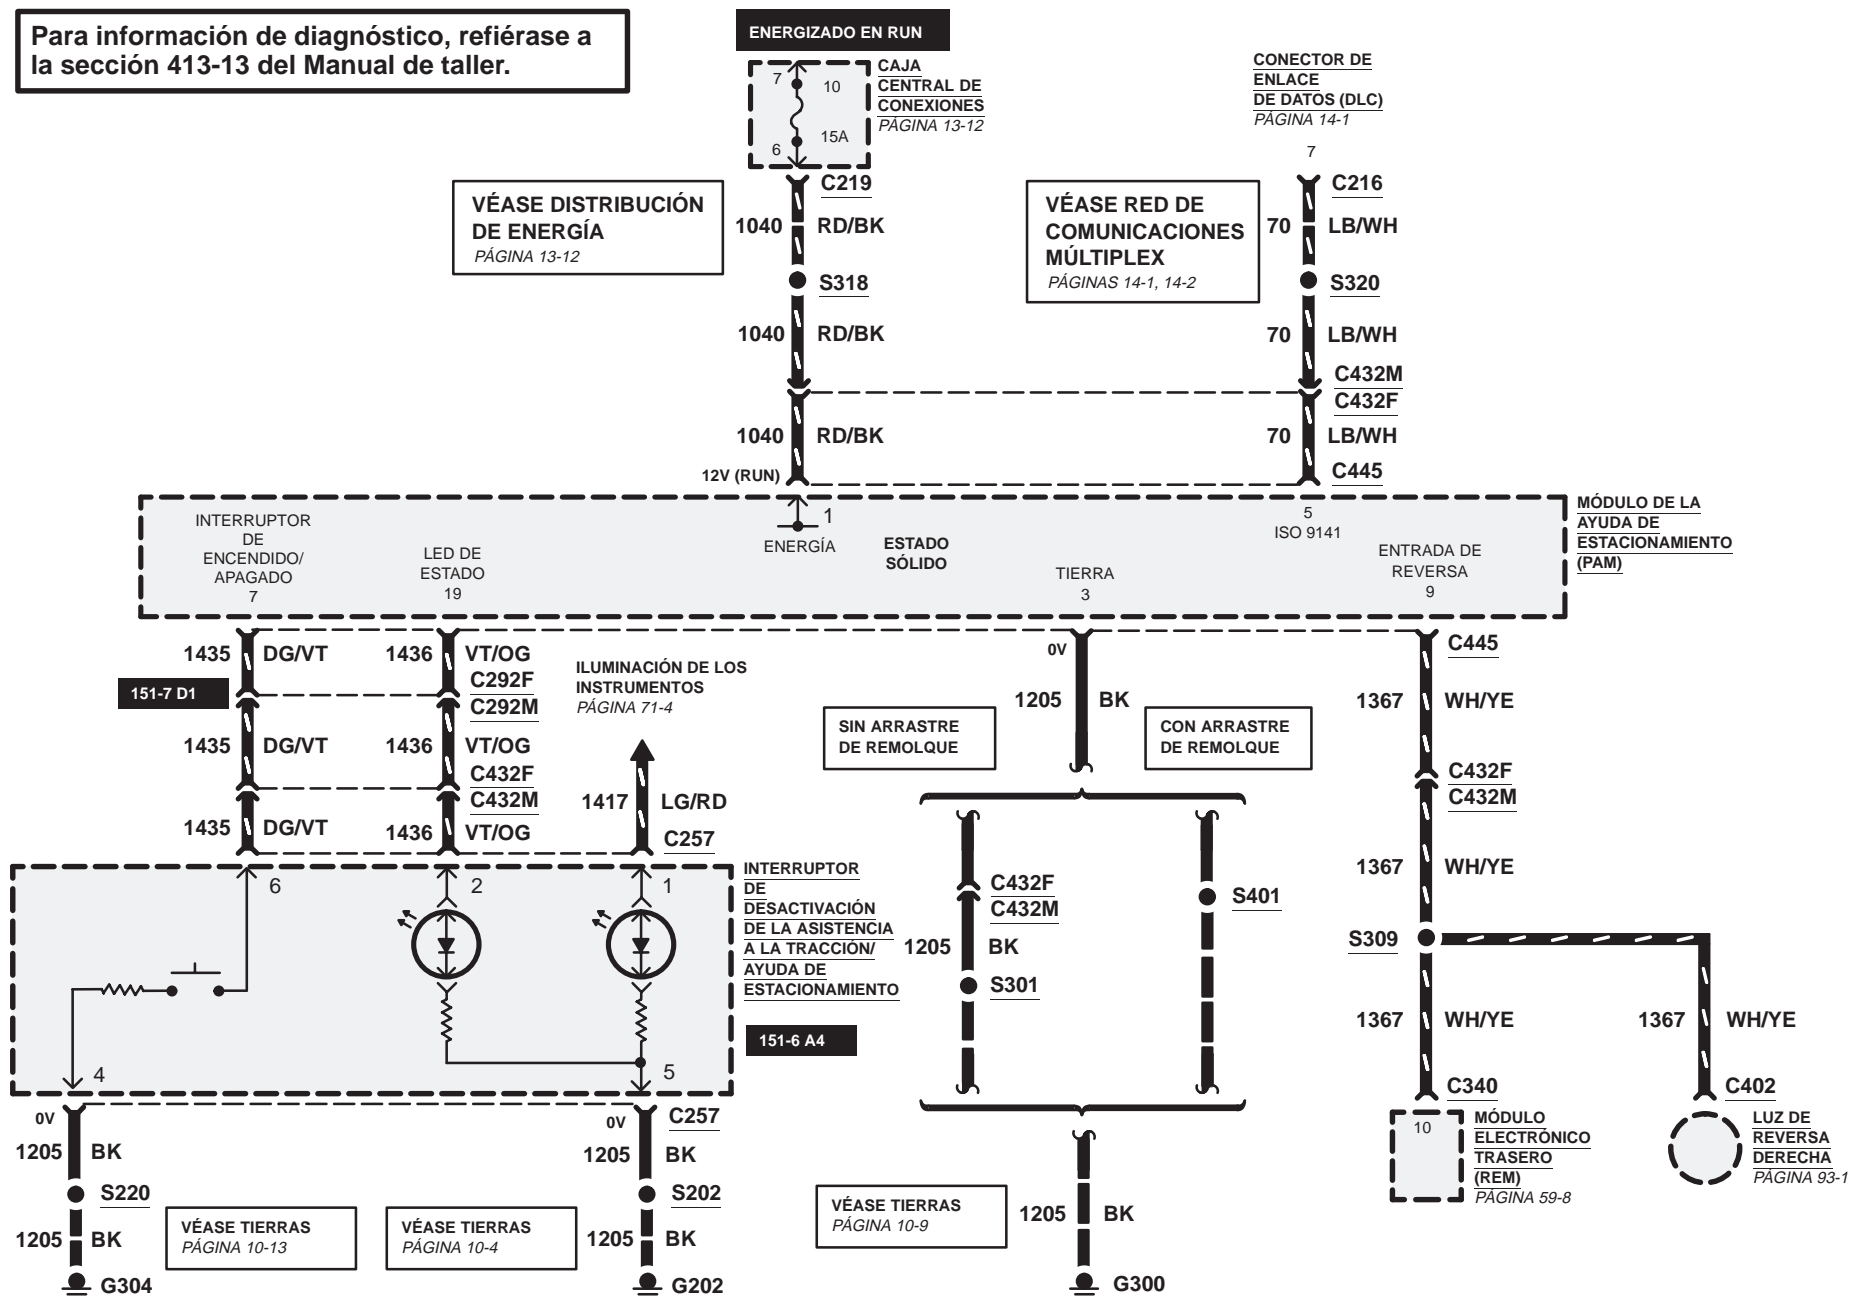 Para información de diagnóstico, refiérase a
la sección 413-13 del Manual de taller.
ENERGIZADO EN RUN
7
10
15A
6
CAJA
CENTRAL DE
CONEXIONES
PÁGINA 13-12
CONECTOR DE
ENLACE
DE DATOS (DLC)
PÁGINA 14-1
7
VÉASE DISTRIBUCIÓN
DE ENERGÍA
PÁGINA 13-12
C219
1040
RD/BK
S318
1040
RD/BK
1040
RD/BK
12V (RUN)
VÉASE RED DE
COMUNICACIONES
MÚLTIPLEX
PÁGINAS 14-1, 14-2
C216
70
LB/WH
S320
70
LB/WH
C432M
C432F
70
LB/WH
C445
INTERRUPTOR
DE
ENCENDIDO/
APAGADO
7
LED DE
ESTADO
19
1
ENERGÍA
ESTADO
SÓLIDO
TIERRA
3
5
ISO 9141
ENTRADA DE
REVERSA
9
MÓDULO DE LA
AYUDA DE
ESTACIONAMIENTO
(PAM)
1435
DG/VT
1436
VT/OG
151-7 D1
C292F
C292M
1435
DG/VT
1436
VT/OG
C432F
C432M
1435
DG/VT
1436
VT/OG
ILUMINACIÓN DE LOS
INSTRUMENTOS
PÁGINA 71-4
1417
LG/RD
C257
0V
1205
BK
SIN ARRASTRE
DE REMOLQUE
CON ARRASTRE
DE REMOLQUE
C445
1367
WH/YE
C432F
C432M
1367
WH/YE
6
2
1
4
5
INTERRUPTOR
DE
DESACTIVACIÓN
DE LA ASISTENCIA
A LA TRACCIÓN/
AYUDA DE
ESTACIONAMIENTO
151-6 A4
C432F
C432M
1205
BK
S301
S401
S309
1367
WH/YE
1367
WH/YE
C340
C402
10
MÓDULO
ELECTRÓNICO
TRASERO
(REM)
PÁGINA 59-8
LUZ DE
REVERSA
DERECHA
PÁGINA 93-1
0V
1205
BK
S220
1205
BK
G304
VÉASE TIERRAS
PÁGINA 10-13
VÉASE TIERRAS
PÁGINA 10-4
0V
C257
1205
BK
S202
1205
BK
G202
VÉASE TIERRAS
PÁGINA 10-9
1205
BK
G300